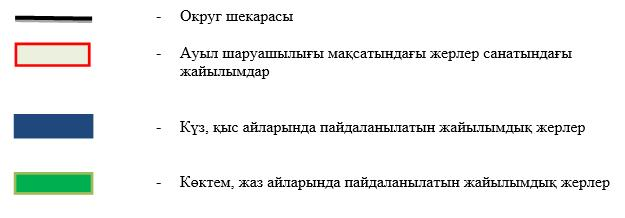 - Округ шекарасы
- Ауыл шаруашылығы мақсатындағы жерлер санатындағы
жайылымдар
- Күз, қыс айларында пайдаланылатын жайылымдық жерлер
- Көктем, жаз айларында пайдаланылатын жайылымдық жерлер